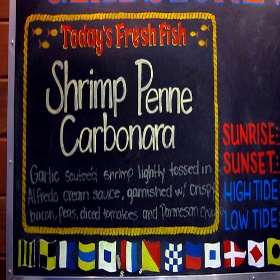 Today's Fresh Fish
Shrimp Penne
Carbonara
Garlic sauteed shrimp lightly tossed in
Alfredo cream sauce, garnished w/ crispy
bacon, peas, diced tomatoes and Parmesan
SUNRISE:
SUNSET:
HIGH TIDE
LOW TIDE